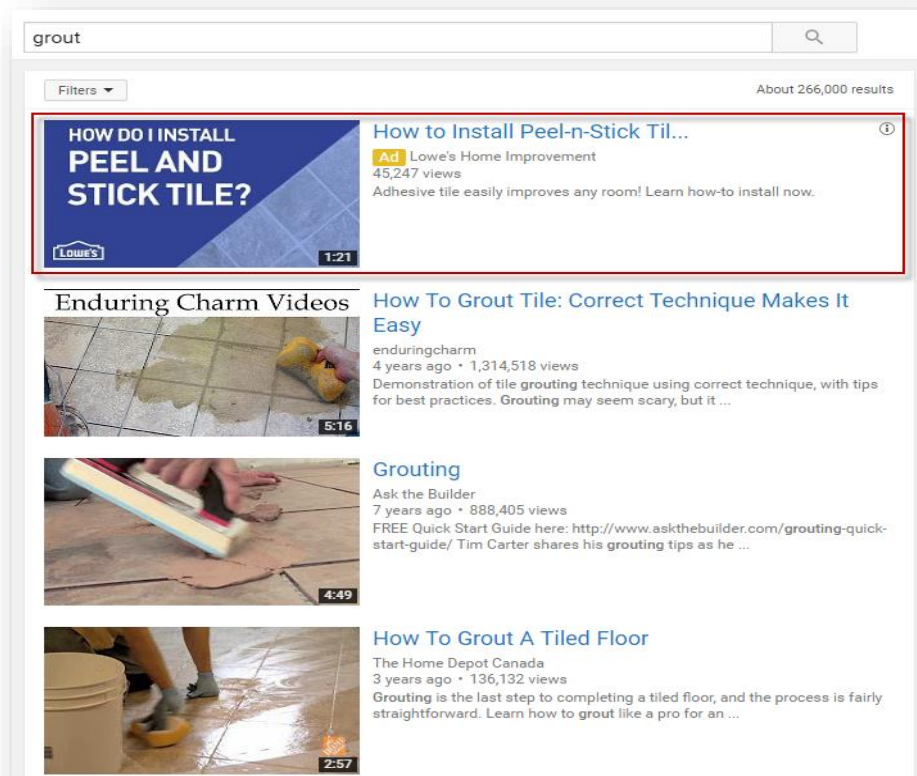 grout
Filters
About 266,000 results
HOW DO I INSTALL
PEEL AND
STICK TILE?
LOWE'S
1:21
How to Install Peel-n-Stick Til...
Ad Lowe's Home Improvement
45,247 views
Adhesive tile easily improves any room! Learn how-to install now.
Enduring Charm Videos
5:16
How To Grout Tile: Correct Technique Makes It
Easy
enduringcharm
4 years ago • 1,314,518 views
Demonstration of tile grouting technique using correct technique, with tips
for best practices. Grouting may seem scary, but it ...
4:49
Grouting
Ask the Builder
7 years ago • 888,405 views
FREE Quick Start Guide here: http://www.askthebuilder.com/grouting-quick-
start-guide/ Tim Carter shares his grouting tips as he ...
2:57
How To Grout A Tiled Floor
The Home Depot Canada
3 years ago • 136,132 views
Grouting is the last step to completing a tiled floor, and the process is fairly
straightforward. Learn how to grout like a pro for an ...